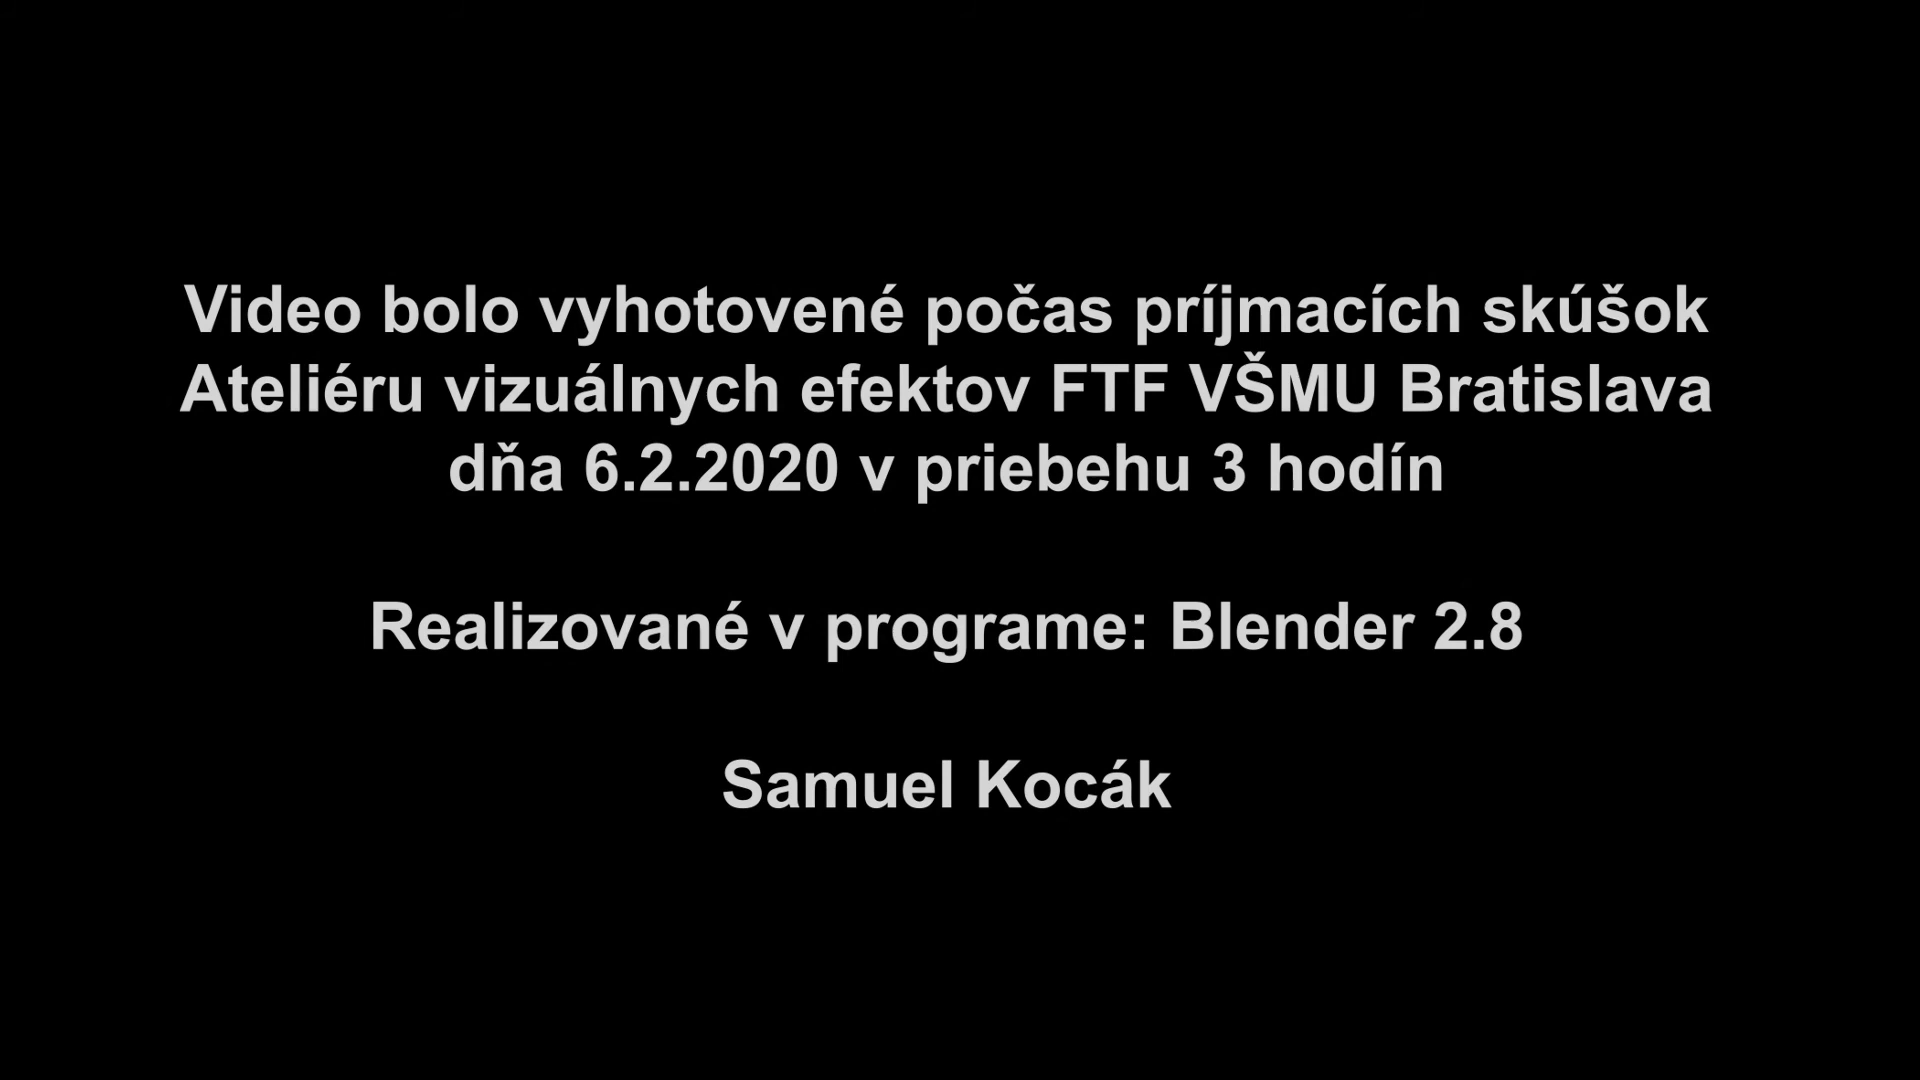 Video bolo vyhotovené počas príjmacích skúšok
Ateliéru vizuálnych efektov FTF VŠMU Bratislava
dňa 6.2.2020 v priebehu 3 hodín
Realizované v programe: Blender 2.8
Samuel Kocák